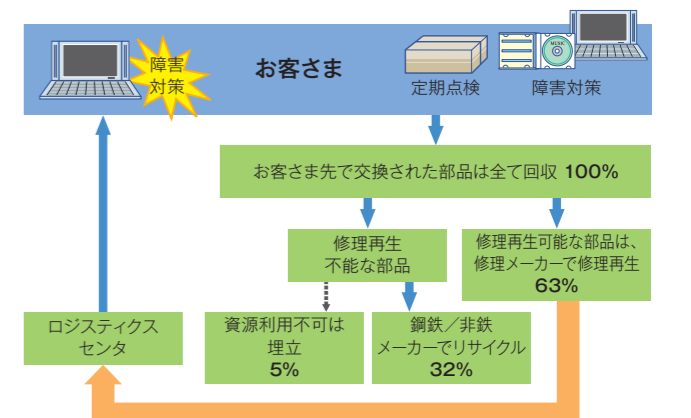 障害
対策
お客さま
MUSIC
定期点検
障害対策
お客さま先で交換された部品は全て回収 100%
修理再生
不能な部品
修理再生可能な部品は、
修理メーカーで修理再生
63%
ロジスティクス
センタ
資源利用不可は
埋立
5%
鋼鉄／非鉄
メーカーでリサイクル
32%